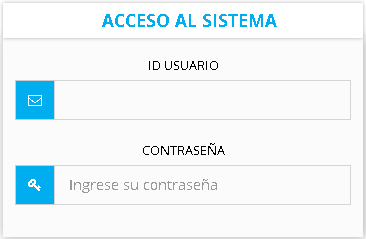 ACCESO AL SISTEMA
ID USUARIO
CONTRASEÑA
Ingrese su contraseña